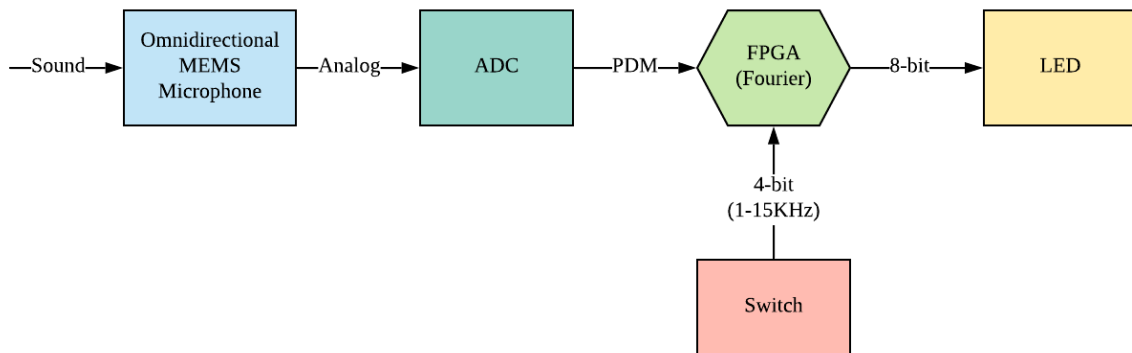 Sound
Omnidirectional
MEMS
Microphone
Analog
ADC
PDM
FPGA
(Fourier)
8-bit
LED
4-bit
(1-15KHz)
Switch